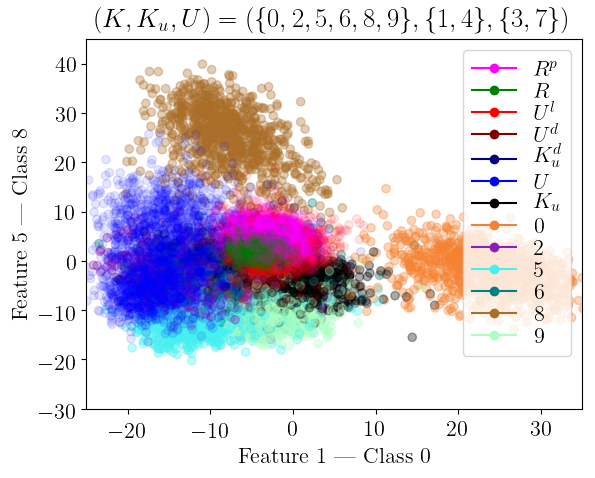 (K, K_u, U) = ({0, 2, 5, 6, 8, 9}, {1, 4}, {3, 7})
40
30
20
10
0
−10
−20
−30
Feature 5 — Class 8
−20 −10 0 10 20 30
Feature 1 — Class 0
R^p
R
U^l
U^d
K_u^d
U
K_u
0
2
5
6
8
9